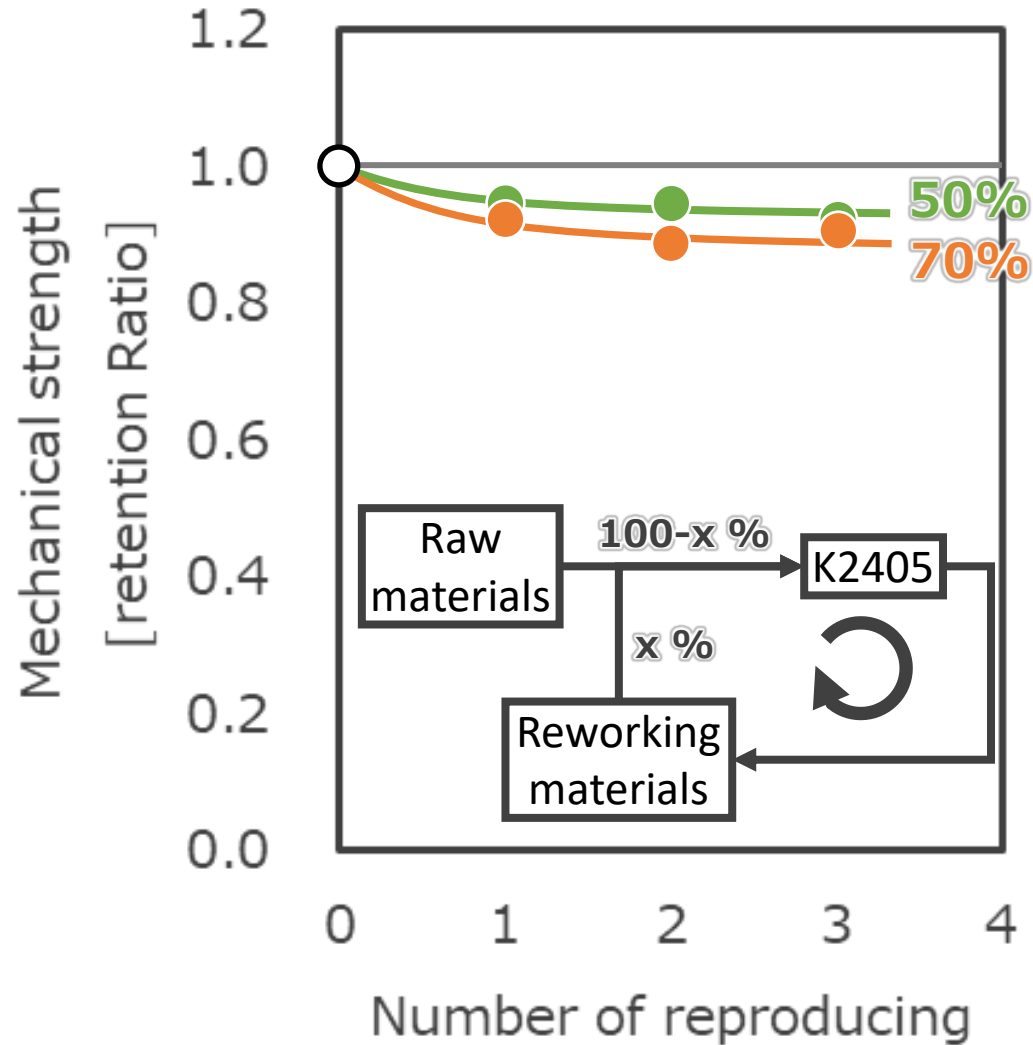 Mechanical strength
[retention Ratio]
1.2
1.0
0.8
0.6
0.4
0.2
0.0
50%
70%
Raw
materials
100-x %
K2405
x %
Reworking
materials
0 1 2 3 4
Number of reproducing